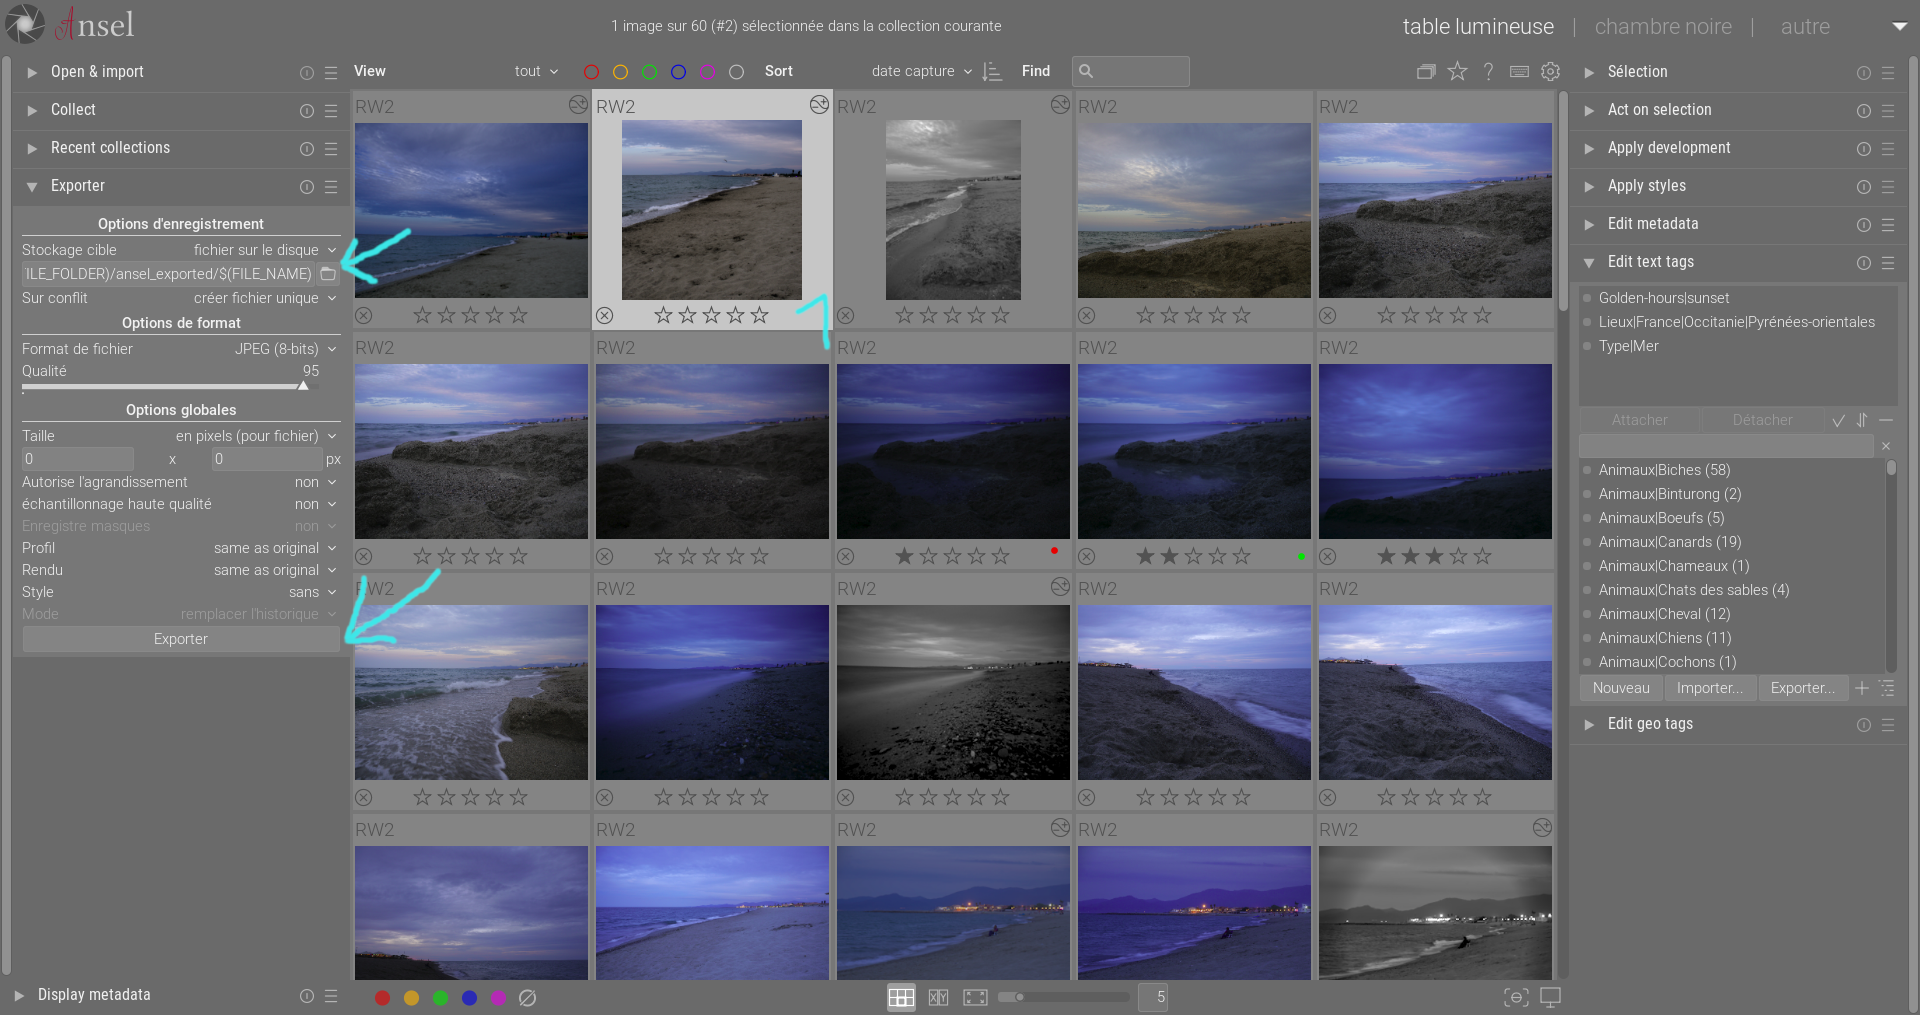 Ansel
1 image sur 60 (#2) sélectionnée dans la collection courante
table lumineuse | chambre noire | autre
Open & import
Collect
Recent collections
Exporter
Options d'enregistrement
Stockage cible fichier sur le disque
ILE_FOLDER)/ansel_exported/$(FILE_NAME)
Sur conflit créer fichier unique
Options de format
Format de fichier JPEG (8-bits)
Qualité 95
Options globales
Taille en pixels (pour fichier)
0 x 0 px
Autorise l'agrandissement non
échantillonnage haute qualité non
Enregistre masques non
Profil same as original
Rendu same as original
Style sans
Mode remplacer l'historique
Exporter
Display metadata
View tout Sort date capture Find
RW2 RW2 RW2 RW2 RW2
1
RW2 RW2 RW2 RW2 RW2
RW2 RW2 RW2 RW2 RW2
RW2 RW2 RW2 RW2 RW2
X Y 5
Sélection
Act on selection
Apply development
Apply styles
Edit metadata
Edit text tags
Golden-hours|sunset
Lieux|France|Occitanie|Pyrénées-orientales
Type|Mer
Attacher Détacher
Animaux|Biches (58)
Animaux|Binturong (2)
Animaux|Boeufs (5)
Animaux|Canards (19)
Animaux|Chameaux (1)
Animaux|Chats des sables (4)
Animaux|Cheval (12)
Animaux|Chiens (11)
Animaux|Cochons (1)
Nouveau Importer... Exporter...
Edit geo tags